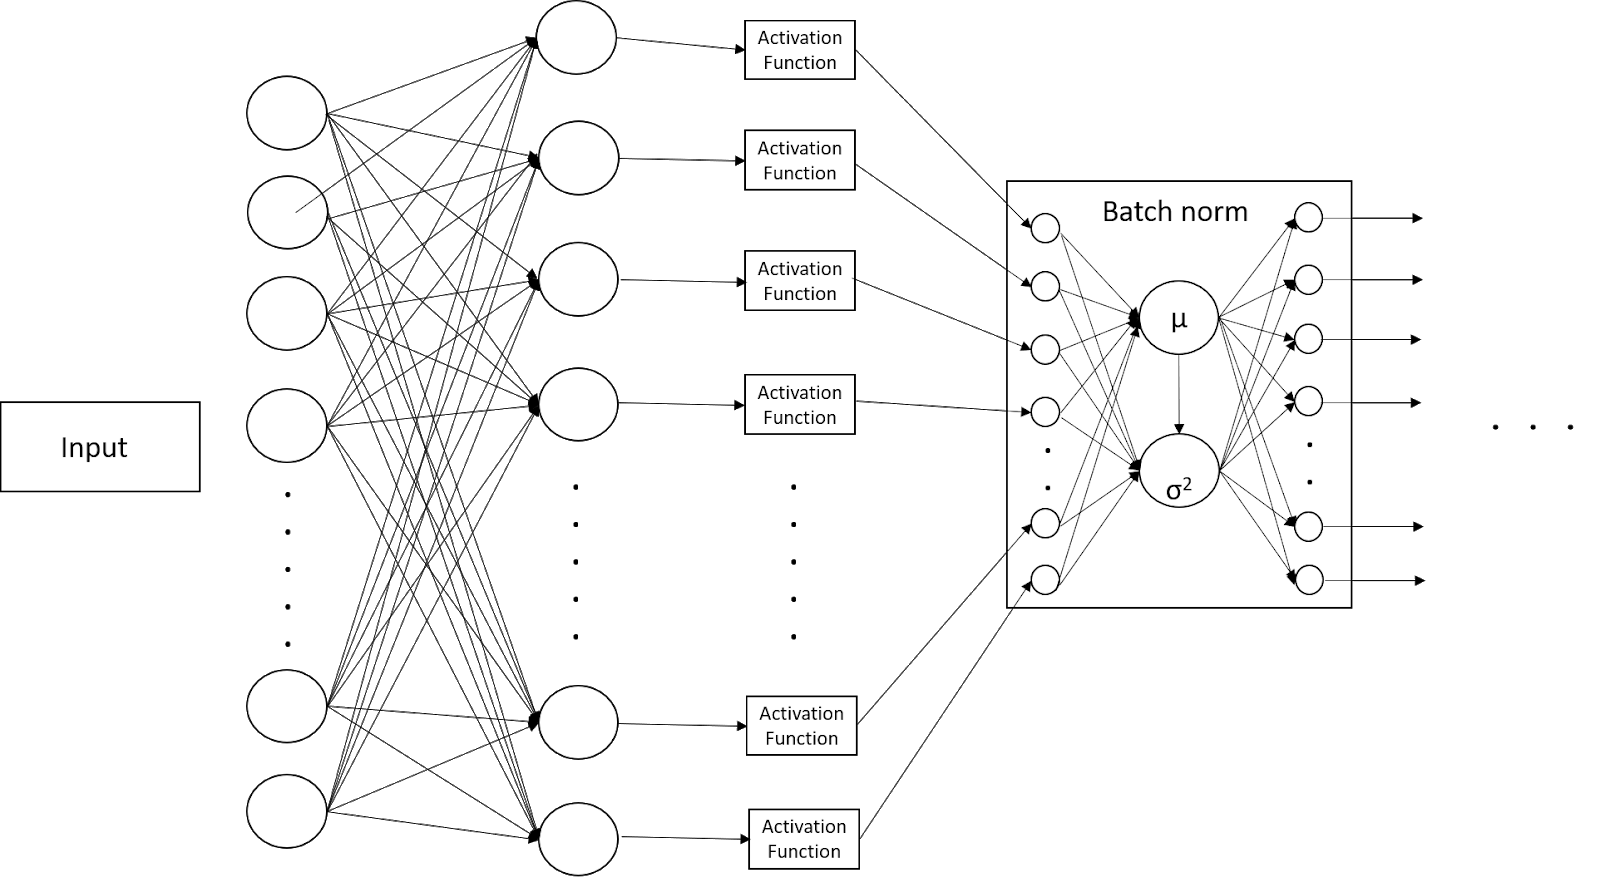 Activation
Function
Activation
Function
Activation
Function
Activation
Function
Activation
Function
Activation
Function
Input
Batch norm
μ
σ²